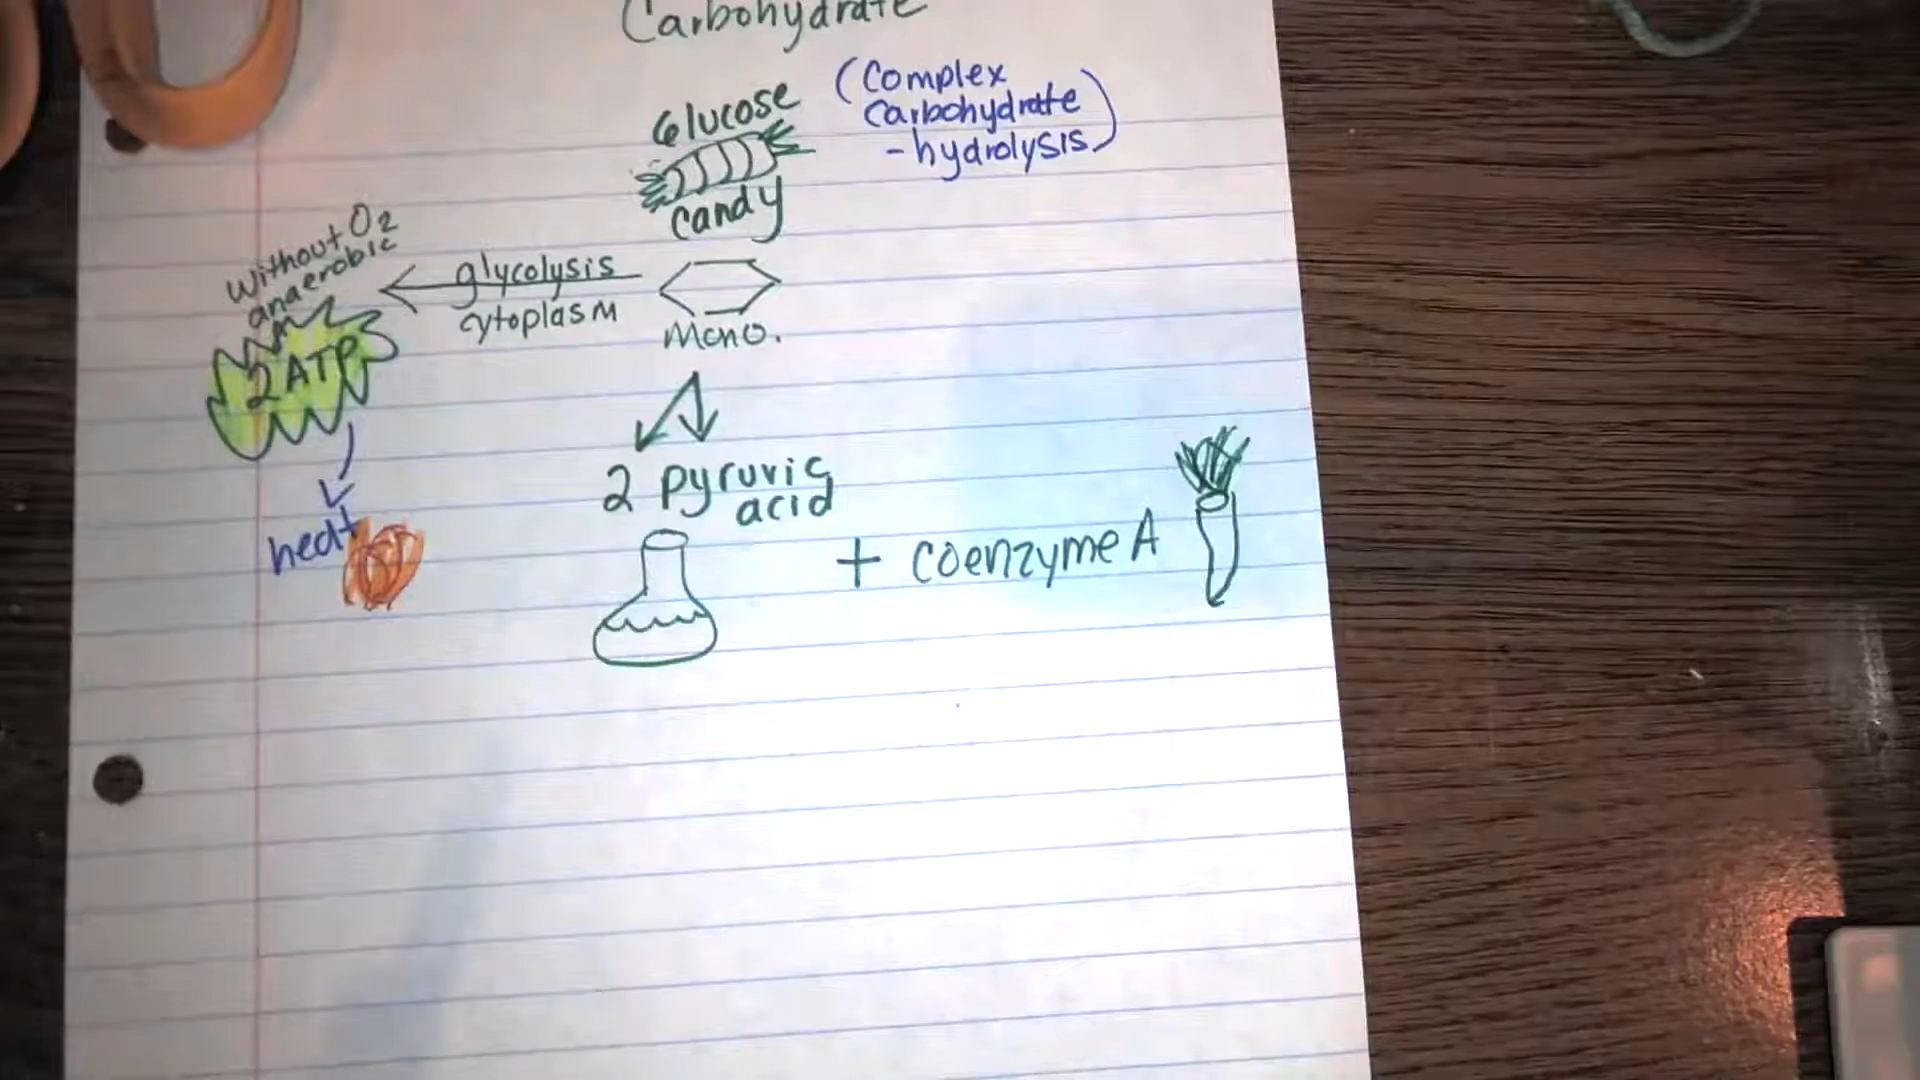 Carbohydrate
Glucose
candy
(Complex
Carbohydrate
- hydrolysis)
without O2
anaerobic
glycolysis
cytoplasm
Mono.
2 ATP
heat
2 pyruvic
acid
+ coenzyme A